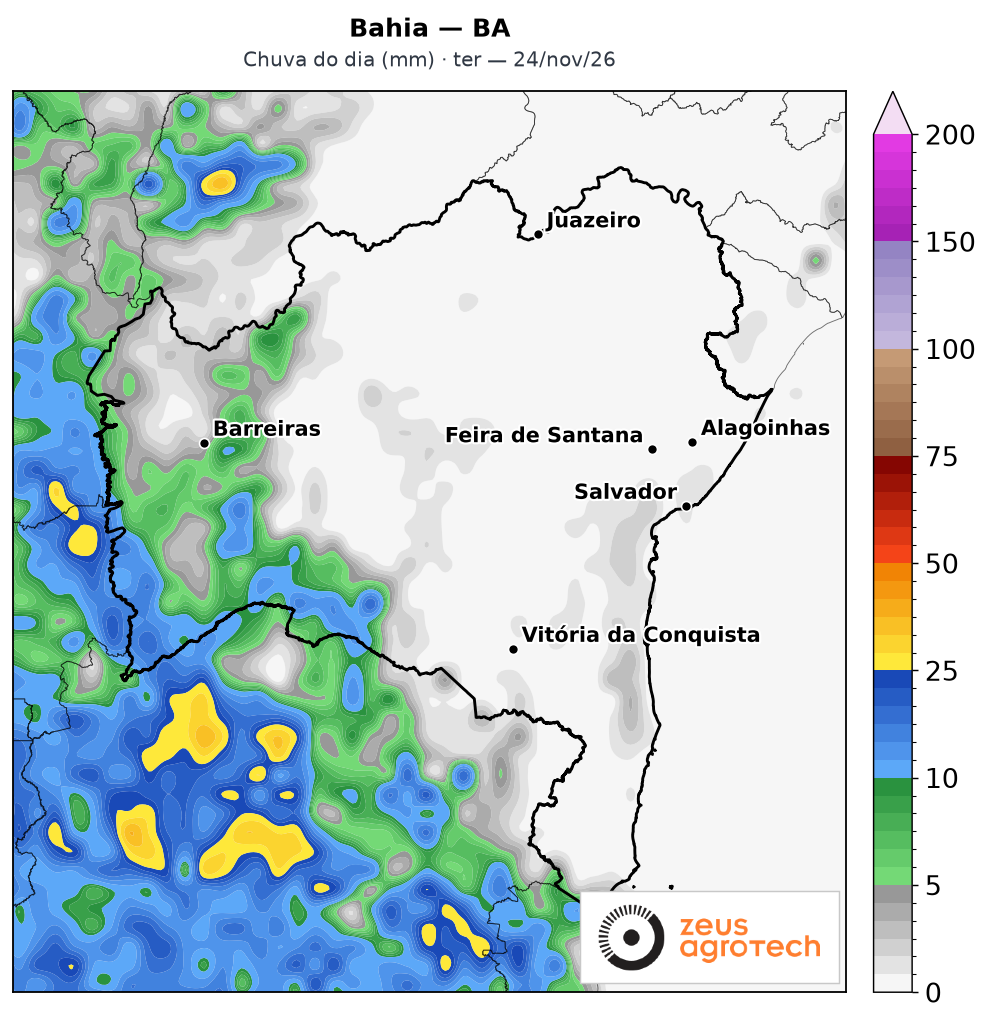 Bahia — BA
Chuva do dia (mm) · ter — 24/nov/26
Juazeiro
Barreiras
Feira de Santana
Alagoinhas
Salvador
Vitória da Conquista
200
150
100
75
50
25
10
5
0
zeus
agrotech